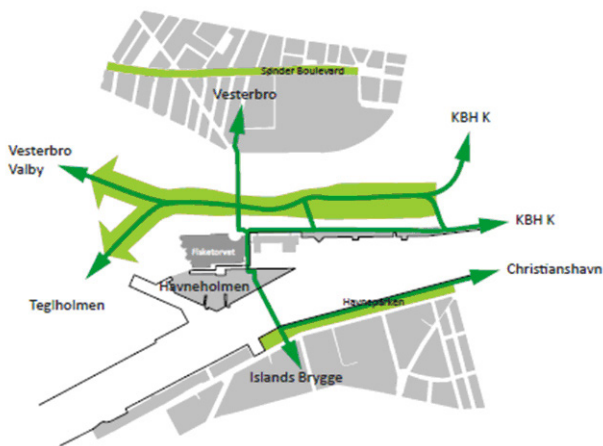 Sønder Boulevard
Vesterbro
KBH K
Vesterbro
Valby
KBH K
Fisketorvet
Christianshavn
Havneholmen
Teglholmen
Havneparken
Islands Brygge